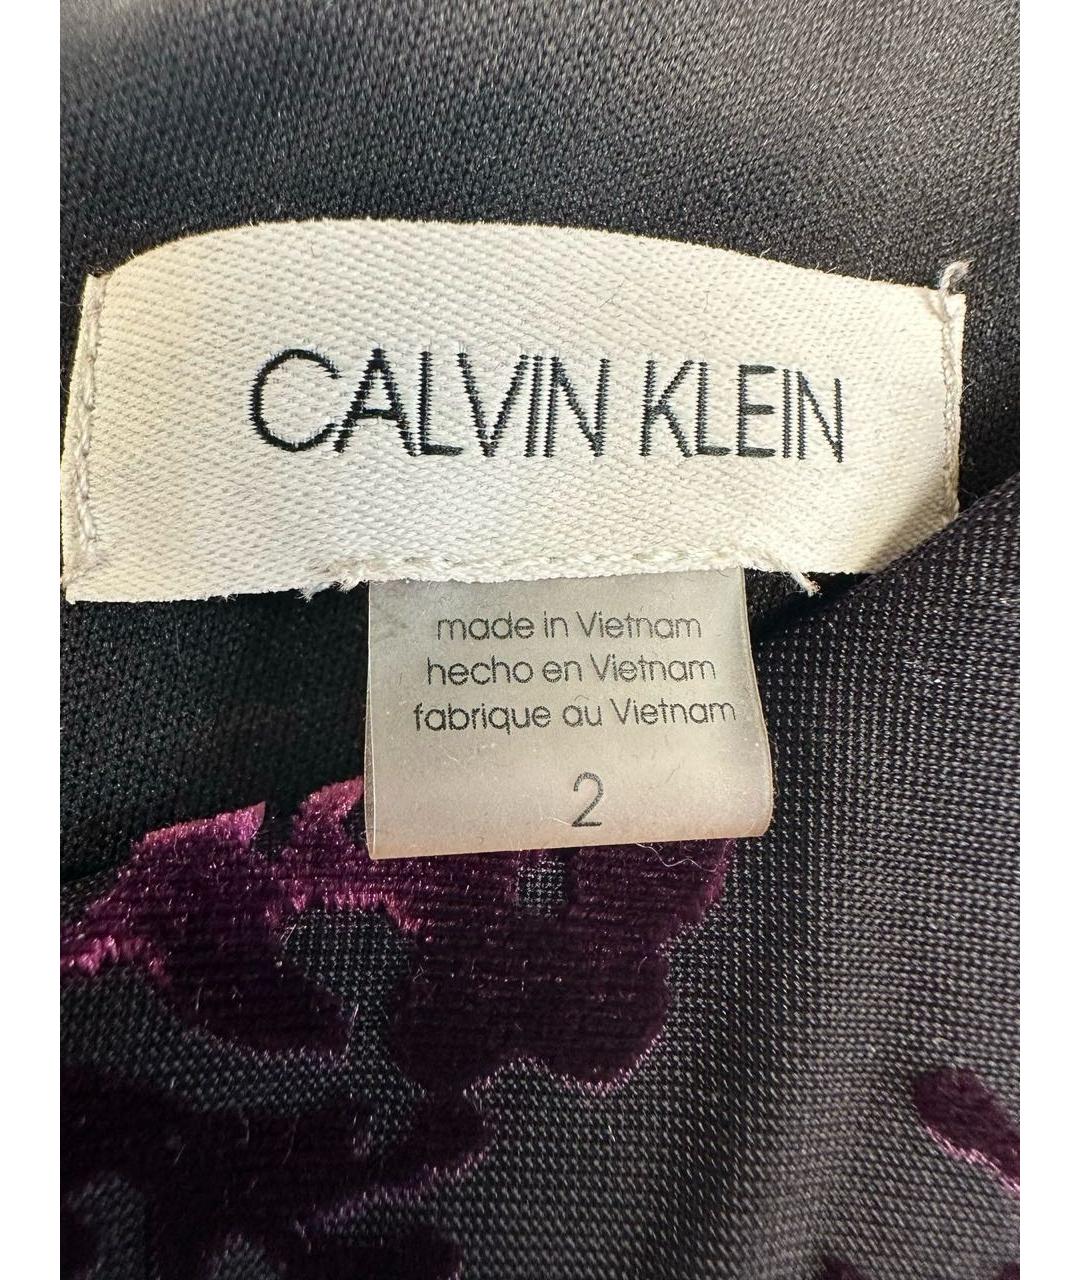 CALVIN KLEIN
made in Vietnam
hecho en Vietnam
fabrique au Vietnam
2